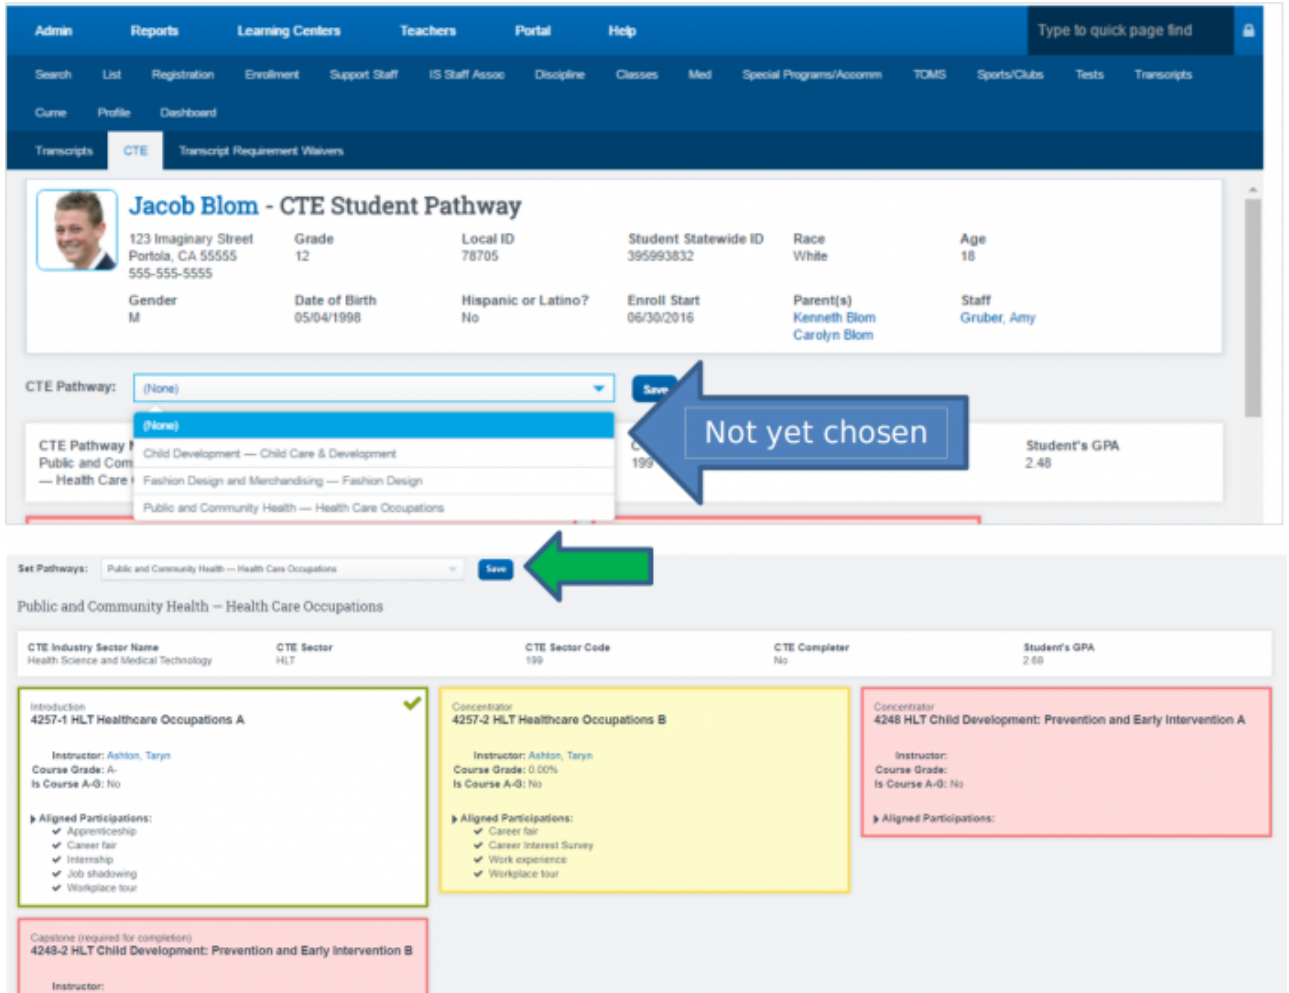 Admin Reports Learning Centers Teachers Portal Help Type to quick page find
Search List Registration Enrollment Support Staff IS Staff Assoc Discipline Classes Med Special Programs/Accomm TOMS Sports/Clubs Tests Transcripts
Cume Profile Dashboard
Transcripts CTE Transcript Requirement Waivers
Jacob Blom - CTE Student Pathway
123 Imaginary Street Grade Local ID Student Statewide ID Race Age
Portola, CA 55555 12 78705 395993832 White 18
555-555-5555
Gender Date of Birth Hispanic or Latino? Enroll Start Parent(s) Staff
M 05/04/1998 No 06/30/2016 Kenneth Blom Gruber, Amy
Carolyn Blom
CTE Pathway: (None) Save
(None)
Not yet chosen
CTE Pathway Student's GPA
Child Development — Child Care & Development
Public and Com 199 2.48
— Health Care Fashion Design and Merchandising — Fashion Design
Public and Community Health — Health Care Occupations
Set Pathways: Public and Community Health — Health Care Occupations Save
Public and Community Health — Health Care Occupations
CTE Industry Sector Name CTE Sector CTE Sector Code CTE Completer Student's GPA
Health Science and Medical Technology HLT 199 No 2.68
Introduction
4257-1 HLT Healthcare Occupations A
Instructor: Ashton, Taryn
Course Grade: A-
Is Course A-G: No
Aligned Participations:
Apprenticeship
Career fair
Internship
Job shadowing
Workplace tour
Concentrator
4257-2 HLT Healthcare Occupations B
Instructor: Ashton, Taryn
Course Grade: 0.00%
Is Course A-G: No
Aligned Participations:
Career fair
Career Interest Survey
Work experience
Workplace tour
Concentrator
4248 HLT Child Development: Prevention and Early Intervention A
Instructor:
Course Grade:
Is Course A-G: No
Aligned Participations:
Capstone (required for completion)
4248-2 HLT Child Development: Prevention and Early Intervention B
Instructor: